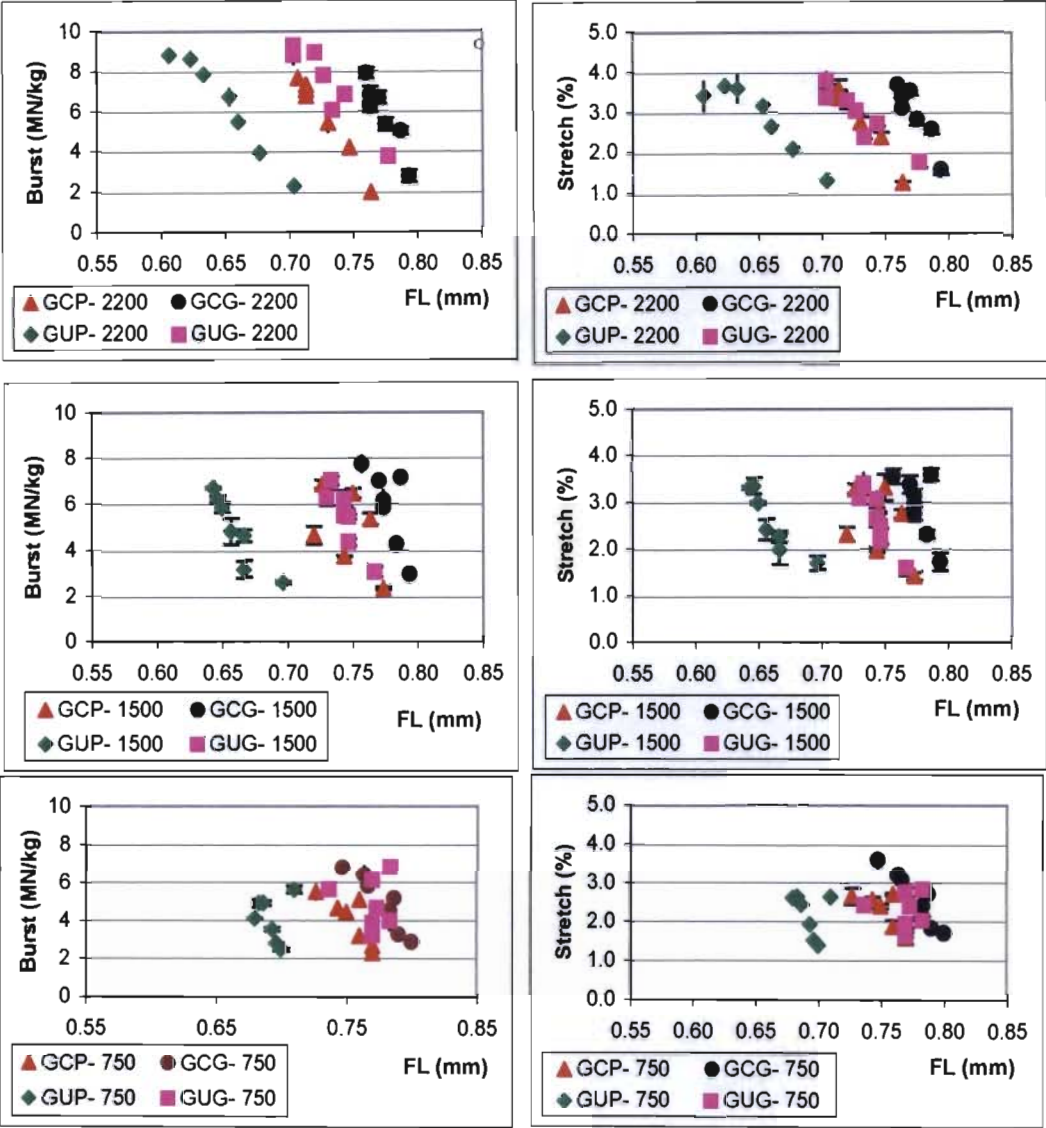 Burst (MN/kg)
10
8
6
4
2
0
0.55 0.60 0.65 0.70 0.75 0.80 0.85
FL (mm)
GCP- 2200 GCG- 2200
GUP- 2200 GUG- 2200
Stretch (%)
5.0
4.0
3.0
2.0
1.0
0.0
0.55 0.60 0.65 0.70 0.75 0.80 0.85
FL (mm)
GCP- 2200 GCG- 2200
GUP- 2200 GUG- 2200
Burst (MN/kg)
10
8
6
4
2
0
0.55 0.60 0.65 0.70 0.75 0.80 0.85
FL (mm)
GCP- 1500 GCG- 1500
GUP- 1500 GUG- 1500
Stretch (%)
5.0
4.0
3.0
2.0
1.0
0.0
0.55 0.60 0.65 0.70 0.75 0.80 0.85
FL (mm)
GCP- 1500 GCG- 1500
GUP- 1500 GUG- 1500
Burst (MN/kg)
10
8
6
4
2
0
0.55 0.65 0.75 0.85
FL (mm)
GCP- 750 GCG- 750
GUP- 750 GUG- 750
Stretch (%)
5.0
4.0
3.0
2.0
1.0
0.0
0.55 0.60 0.65 0.70 0.75 0.80 0.85
FL (mm)
GCP- 750 GCG- 750
GUP- 750 GUG- 750